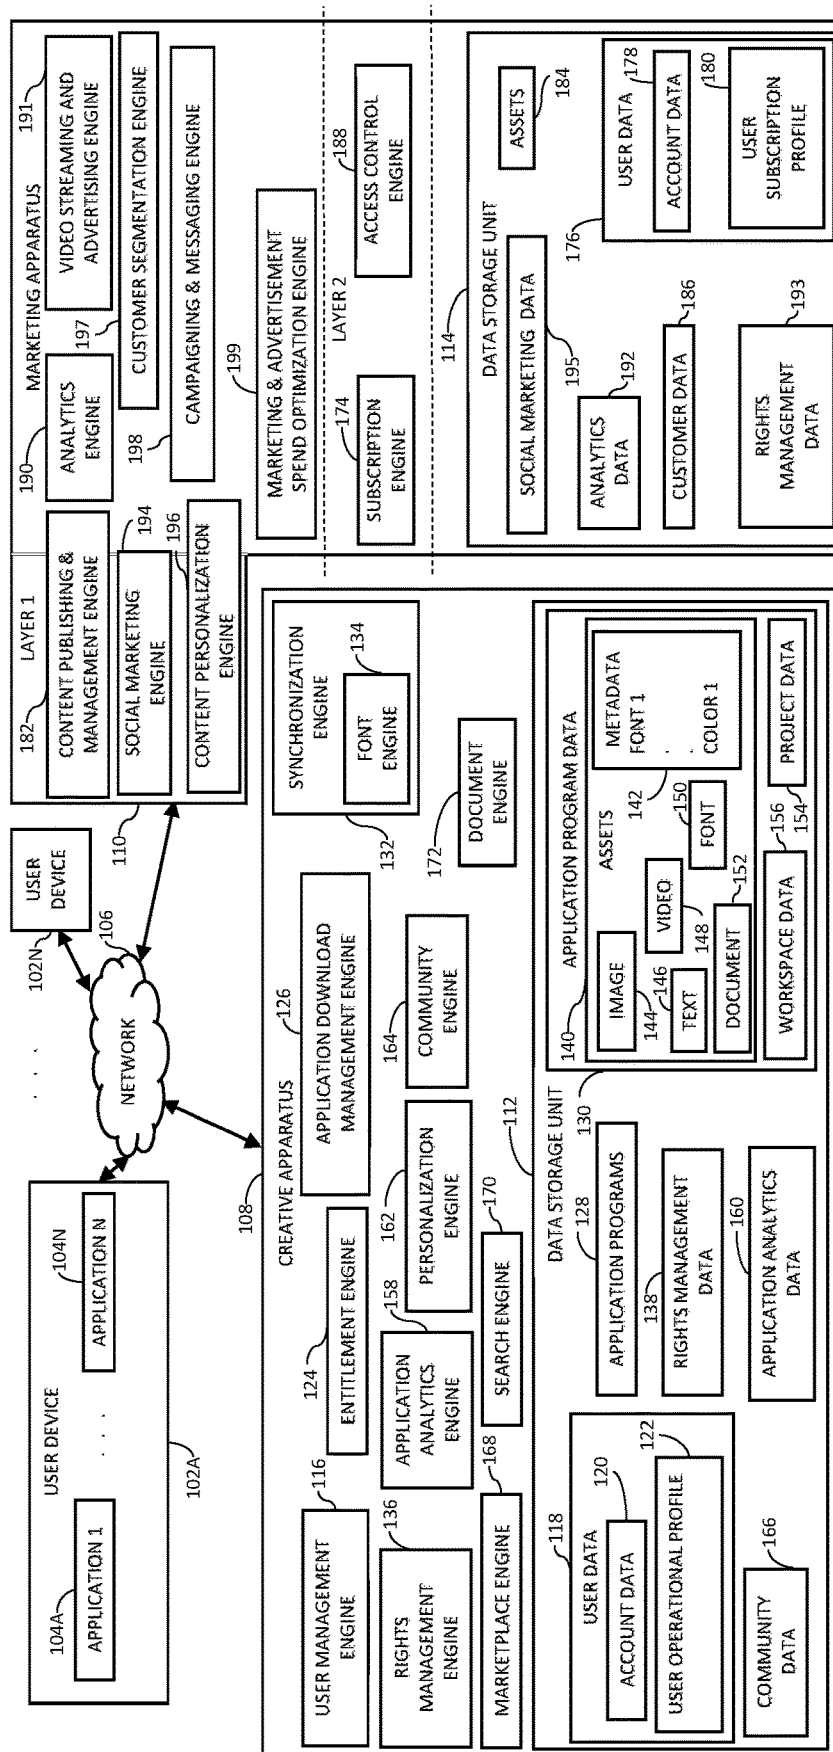 USER DEVICE
104A
APPLICATION 1
. . .
104N
APPLICATION N
102A
. . .
USER
DEVICE
102N
106
NETWORK
110
LAYER 1
MARKETING APPARATUS
182
CONTENT PUBLISHING &
MANAGEMENT ENGINE
190
ANALYTICS
ENGINE
191
VIDEO STREAMING AND
ADVERTISING ENGINE
194
SOCIAL MARKETING
ENGINE
197
CUSTOMER SEGMENTATION ENGINE
196
CONTENT PERSONALIZATION
ENGINE
198
CAMPAIGNING & MESSAGING ENGINE
199
MARKETING & ADVERTISEMENT
SPEND OPTIMIZATION ENGINE
LAYER 2
174
SUBSCRIPTION
ENGINE
188
ACCESS CONTROL
ENGINE
114
DATA STORAGE UNIT
SOCIAL MARKETING DATA
195
ASSETS
184
ANALYTICS
DATA
192
176
USER DATA
178
ACCOUNT DATA
180
USER
SUBSCRIPTION
PROFILE
CUSTOMER DATA
186
RIGHTS
MANAGEMENT
DATA
193
108
CREATIVE APPARATUS
116
USER MANAGEMENT
ENGINE
124
ENTITLEMENT ENGINE
126
APPLICATION DOWNLOAD
MANAGEMENT ENGINE
SYNCHRONIZATION
ENGINE
134
FONT
ENGINE
132
136
RIGHTS
MANAGEMENT
ENGINE
158
APPLICATION
ANALYTICS
ENGINE
162
PERSONALIZATION
ENGINE
164
COMMUNITY
ENGINE
172
DOCUMENT ENGINE
168
MARKETPLACE ENGINE
170
SEARCH ENGINE
112
DATA STORAGE UNIT
118
USER DATA
120
ACCOUNT DATA
122
USER OPERATIONAL PROFILE
166
COMMUNITY
DATA
128
APPLICATION PROGRAMS
138
RIGHTS MANAGEMENT
DATA
160
APPLICATION ANALYTICS
DATA
130
APPLICATION PROGRAM DATA
140
ASSETS
IMAGE
144
146
TEXT
VIDEO
148
150
FONT
152
DOCUMENT
METADATA
FONT 1
.
.
COLOR 1
142
156
WORKSPACE DATA
154
PROJECT DATA